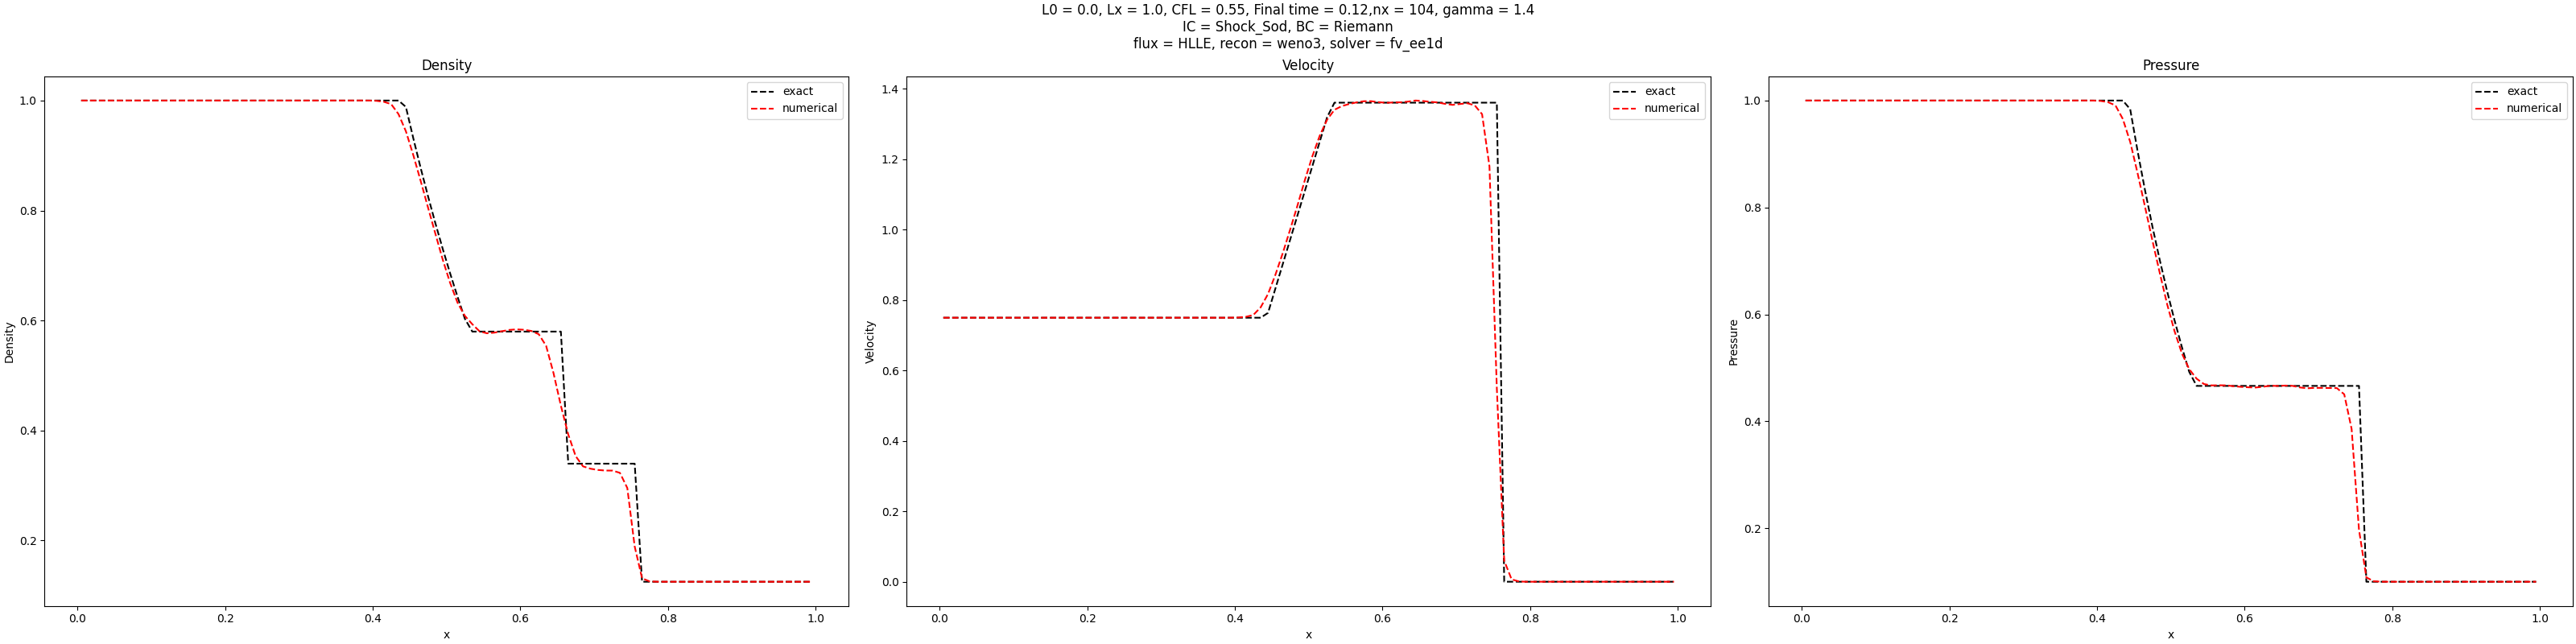 L0 = 0.0, Lx = 1.0, CFL = 0.55, Final time = 0.12,nx = 104, gamma = 1.4
IC = Shock_Sod, BC = Riemann
flux = HLLE, recon = weno3, solver = fv_ee1d
Density
exact
numerical
1.0
0.8
0.6
0.4
0.2
Density
0.0 0.2 0.4 0.6 0.8 1.0
x
Velocity
exact
numerical
1.4
1.2
1.0
0.8
0.6
0.4
0.2
0.0
Velocity
0.0 0.2 0.4 0.6 0.8 1.0
x
Pressure
exact
numerical
1.0
0.8
0.6
0.4
0.2
Pressure
0.0 0.2 0.4 0.6 0.8 1.0
x